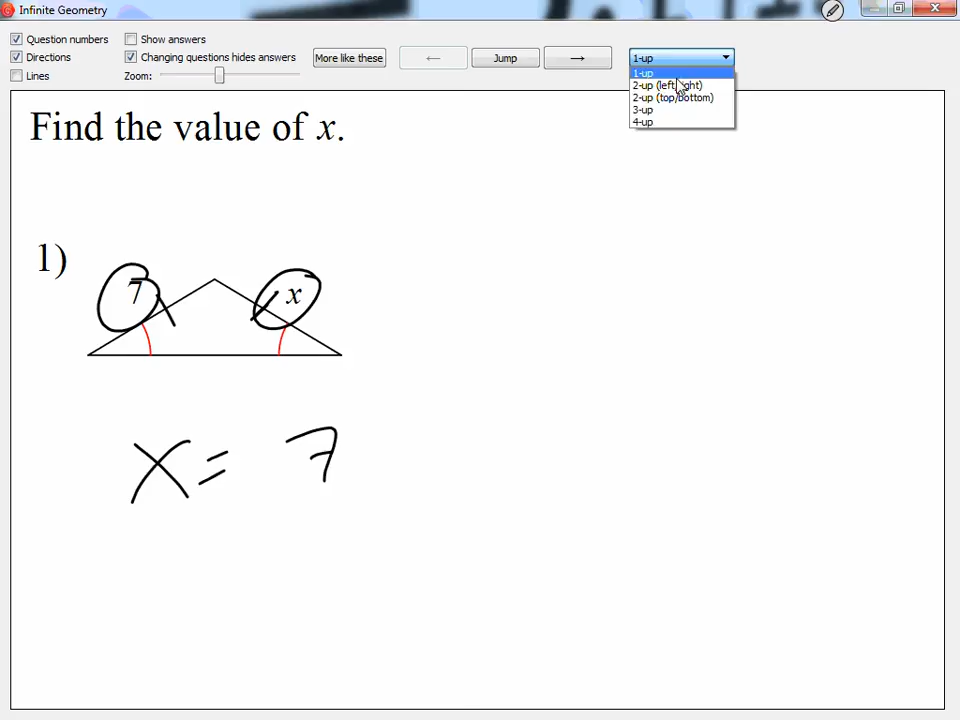 Infinite Geometry
Question numbers
Show answers
Directions
Changing questions hides answers
More like these
←
Jump
→
1-up
Lines
Zoom:
1-up
2-up (left/right)
2-up (top/bottom)
3-up
4-up
Find the value of x.
1)
7
x
x = 7